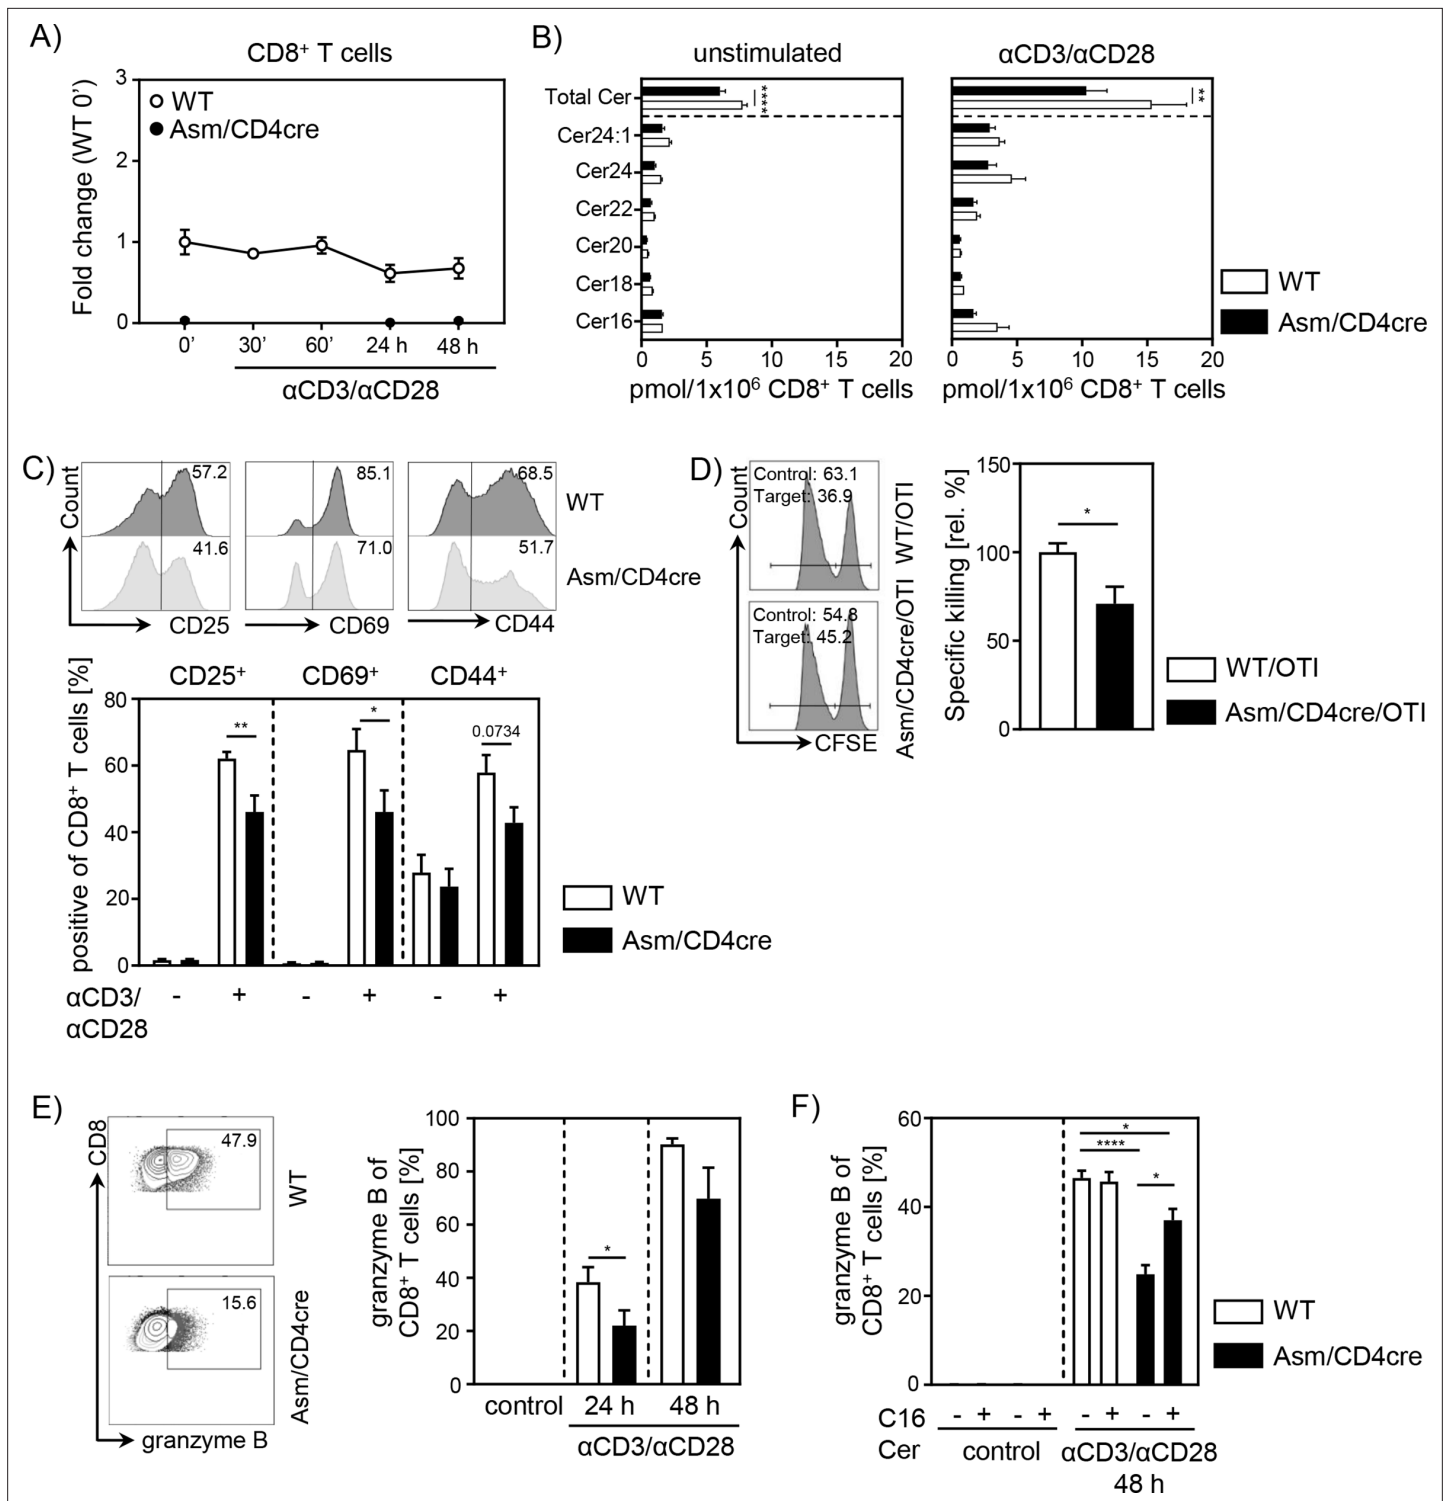 A)
CD8⁺ T cells
Fold change (WT 0')
3
2
1
0
WT
Asm/CD4cre
0'
30'
60'
24 h
48 h
αCD3/αCD28
B)
unstimulated
αCD3/αCD28
Total Cer
Cer24:1
Cer24
Cer22
Cer20
Cer18
Cer16
****
**
0
5
10
15
20
0
5
10
15
20
pmol/1x10⁶ CD8⁺ T cells
pmol/1x10⁶ CD8⁺ T cells
WT
Asm/CD4cre
C)
Count
57.2
85.1
68.5
WT
41.6
71.0
51.7
Asm/CD4cre
CD25
CD69
CD44
CD25⁺
CD69⁺
CD44⁺
positive of CD8⁺ T cells [%]
80
60
40
20
0
**
*
0.0734
αCD3/
αCD28
-
+
-
+
-
+
WT
Asm/CD4cre
D)
Count
Control: 63.1
Target: 36.9
WT/OTI
Control: 54.8
Target: 45.2
Asm/CD4cre/OTI
CFSE
Specific killing [rel. %]
150
100
50
0
*
WT/OTI
Asm/CD4cre/OTI
E)
CD8
47.9
WT
15.6
Asm/CD4cre
granzyme B
granzyme B of
CD8⁺ T cells [%]
100
80
60
40
20
0
*
control
24 h
48 h
αCD3/αCD28
F)
granzyme B of
CD8⁺ T cells [%]
60
40
20
0
*
****
*
C16
Cer
- + - + - + - +
control
αCD3/αCD28
48 h
WT
Asm/CD4cre